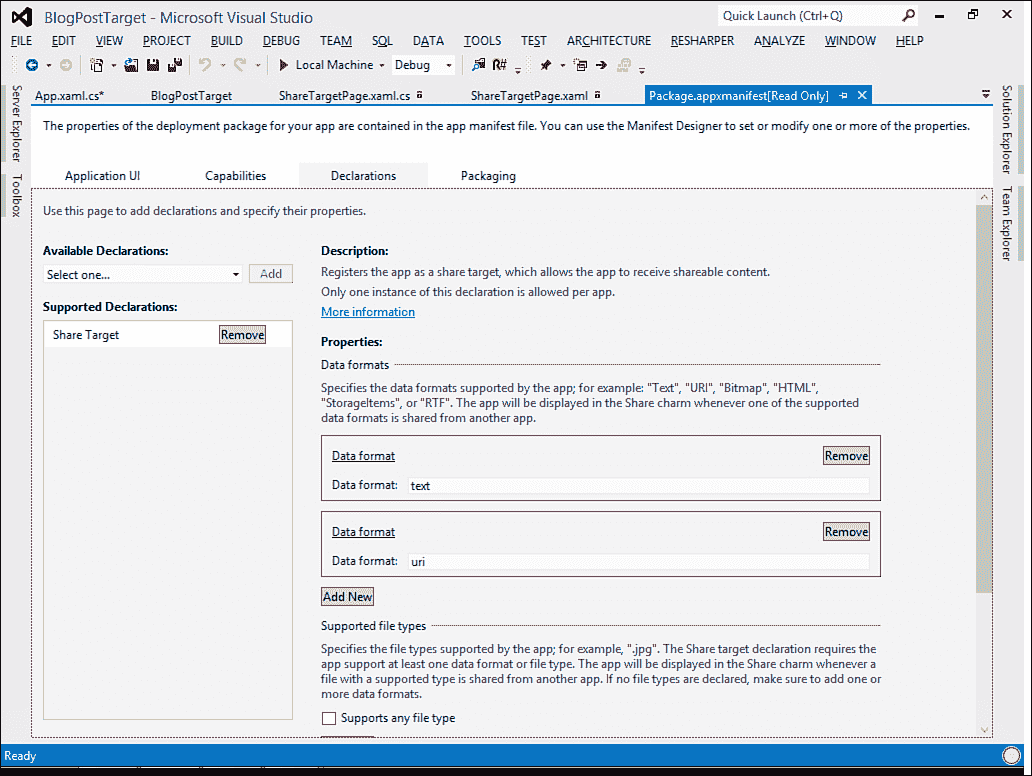 BlogPostTarget - Microsoft Visual Studio
Quick Launch (Ctrl+Q)
FILE EDIT VIEW PROJECT BUILD DEBUG TEAM SQL DATA TOOLS TEST ARCHITECTURE RESHARPER ANALYZE WINDOW HELP
Local Machine Debug R#
App.xaml.cs* BlogPostTarget ShareTargetPage.xaml.cs ShareTargetPage.xaml Package.appxmanifest[Read Only]
Server Explorer
Toolbox
Solution Explorer
Team Explorer
The properties of the deployment package for your app are contained in the app manifest file. You can use the Manifest Designer to set or modify one or more of the properties.
Application UI Capabilities Declarations Packaging
Use this page to add declarations and specify their properties.
Available Declarations:
Select one... Add
Supported Declarations:
Share Target Remove
Description:
Registers the app as a share target, which allows the app to receive shareable content.
Only one instance of this declaration is allowed per app.
More information
Properties:
Data formats
Specifies the data formats supported by the app; for example: "Text", "URI", "Bitmap", "HTML",
"StorageItems", or "RTF". The app will be displayed in the Share charm whenever one of the supported
data formats is shared from another app.
Data format Remove
Data format: text
Data format Remove
Data format: uri
Add New
Supported file types
Specifies the file types supported by the app; for example, ".jpg". The Share target declaration requires the
app support at least one data format or file type. The app will be displayed in the Share charm whenever a
file with a supported type is shared from another app. If no file types are declared, make sure to add one or
more data formats.
Supports any file type
Ready